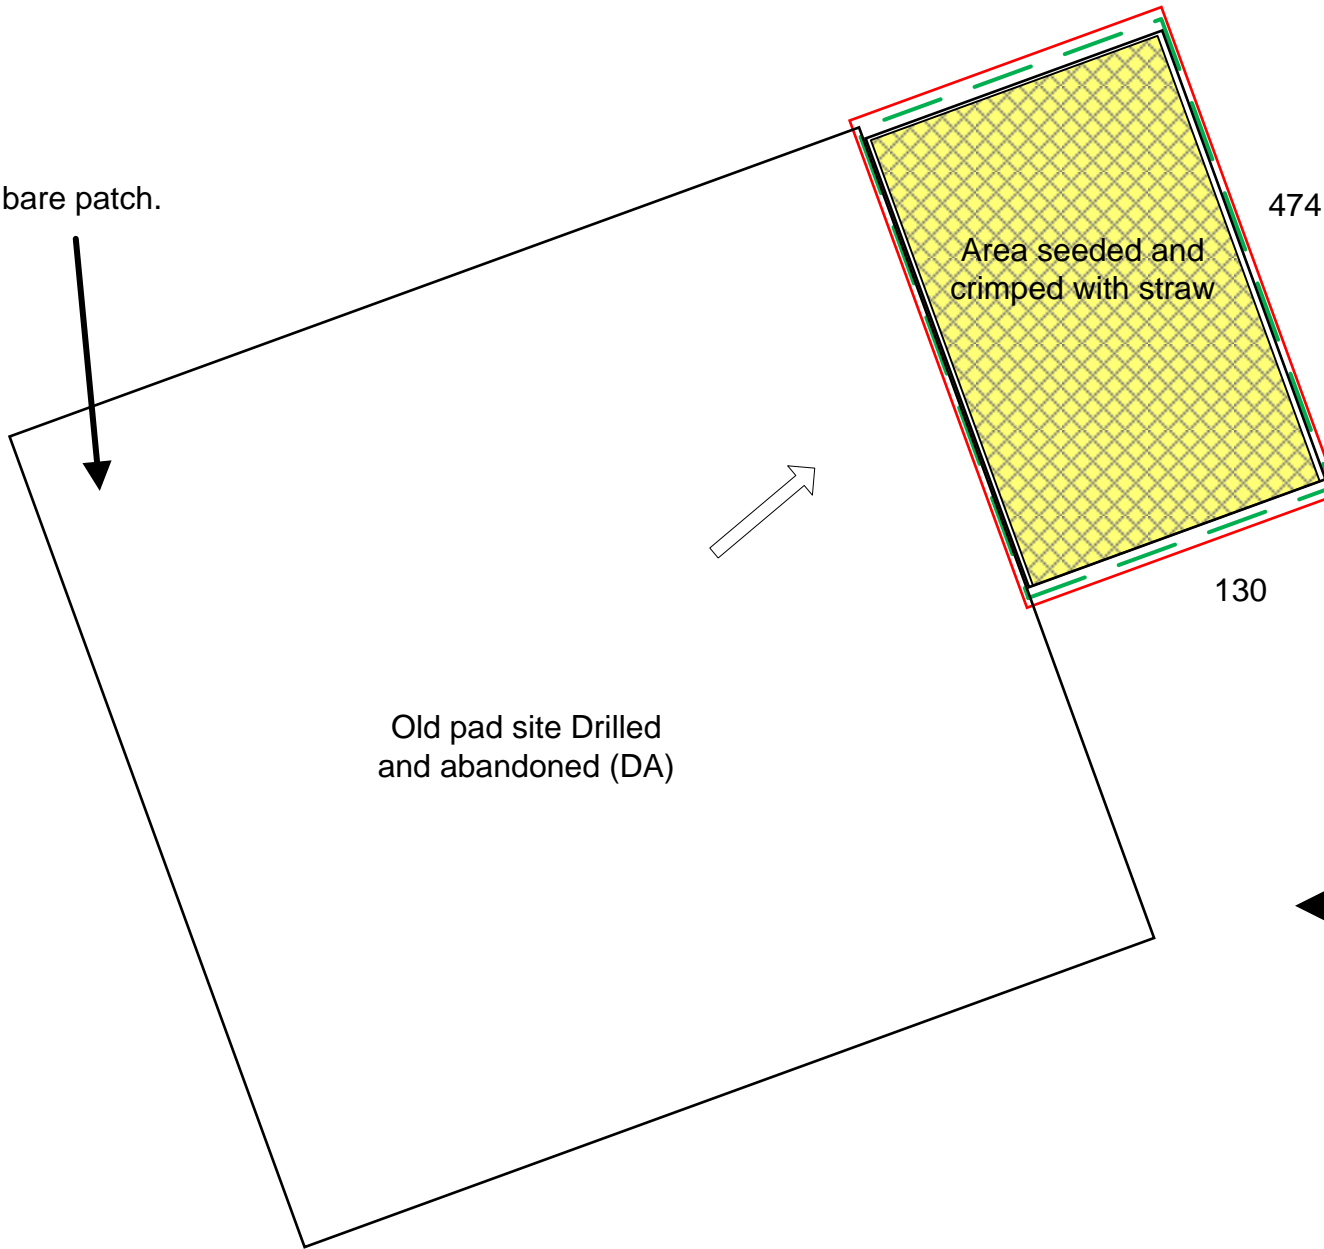 bare patch.
474
Area seeded and
crimped with straw
130
Old pad site Drilled
and abandoned (DA)